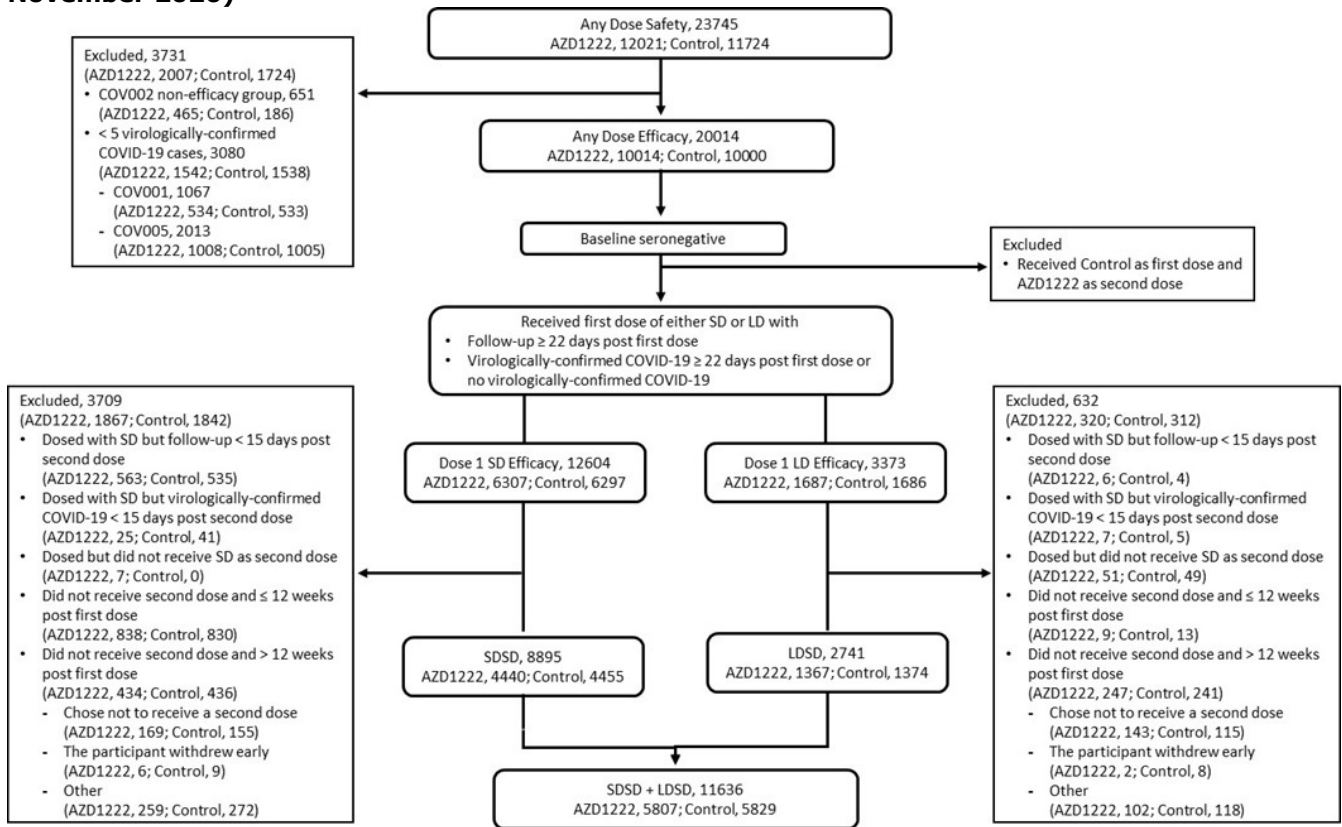 November 2020)
Any Dose Safety, 23745
AZD1222, 12021; Control, 11724
Excluded, 3731
(AZD1222, 2007; Control, 1724)
• COV002 non-efficacy group, 651
(AZD1222, 465; Control, 186)
• < 5 virologically-confirmed
COVID-19 cases, 3080
(AZD1222, 1542; Control, 1538)
- COV001, 1067
(AZD1222, 534; Control, 533)
- COV005, 2013
(AZD1222, 1008; Control, 1005)
Any Dose Efficacy, 20014
AZD1222, 10014; Control, 10000
Baseline seronegative
Excluded
• Received Control as first dose and
AZD1222 as second dose
Received first dose of either SD or LD with
• Follow-up ≥ 22 days post first dose
• Virologically-confirmed COVID-19 ≥ 22 days post first dose or
no virologically-confirmed COVID-19
Excluded, 3709
(AZD1222, 1867; Control, 1842)
• Dosed with SD but follow-up < 15 days post
second dose
(AZD1222, 563; Control, 535)
• Dosed with SD but virologically-confirmed
COVID-19 < 15 days post second dose
(AZD1222, 25; Control, 41)
• Dosed but did not receive SD as second dose
(AZD1222, 7; Control, 0)
• Did not receive second dose and ≤ 12 weeks
post first dose
(AZD1222, 838; Control, 830)
• Did not receive second dose and > 12 weeks
post first dose
(AZD1222, 434; Control, 436)
- Chose not to receive a second dose
(AZD1222, 169; Control, 155)
- The participant withdrew early
(AZD1222, 6; Control, 9)
- Other
(AZD1222, 259; Control, 272)
Dose 1 SD Efficacy, 12604
AZD1222, 6307; Control, 6297
Dose 1 LD Efficacy, 3373
AZD1222, 1687; Control, 1686
Excluded, 632
(AZD1222, 320; Control, 312)
• Dosed with SD but follow-up < 15 days post
second dose
(AZD1222, 6; Control, 4)
• Dosed with SD but virologically-confirmed
COVID-19 < 15 days post second dose
(AZD1222, 7; Control, 5)
• Dosed but did not receive SD as second dose
(AZD1222, 51; Control, 49)
• Did not receive second dose and ≤ 12 weeks
post first dose
(AZD1222, 9; Control, 13)
• Did not receive second dose and > 12 weeks
post first dose
(AZD1222, 247; Control, 241)
- Chose not to receive a second dose
(AZD1222, 143; Control, 115)
- The participant withdrew early
(AZD1222, 2; Control, 8)
- Other
(AZD1222, 102; Control, 118)
SDSD, 8895
AZD1222, 4440; Control, 4455
LDSD, 2741
AZD1222, 1367; Control, 1374
SDSD + LDSD, 11636
AZD1222, 5807; Control, 5829